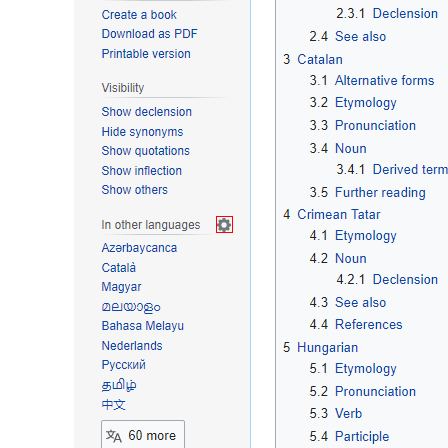 Create a book
Download as PDF
Printable version
Visibility
Show declension
Hide synonyms
Show quotations
Show inflection
Show others
In other languages
Azərbaycanca
Català
Magyar
മലയാളം
Bahasa Melayu
Nederlands
Русский
தமிழ்
中文
60 more
2.3.1 Declension
2.4 See also
3 Catalan
3.1 Alternative forms
3.2 Etymology
3.3 Pronunciation
3.4 Noun
3.4.1 Derived term
3.5 Further reading
4 Crimean Tatar
4.1 Etymology
4.2 Noun
4.2.1 Declension
4.3 See also
4.4 References
5 Hungarian
5.1 Etymology
5.2 Pronunciation
5.3 Verb
5.4 Participle